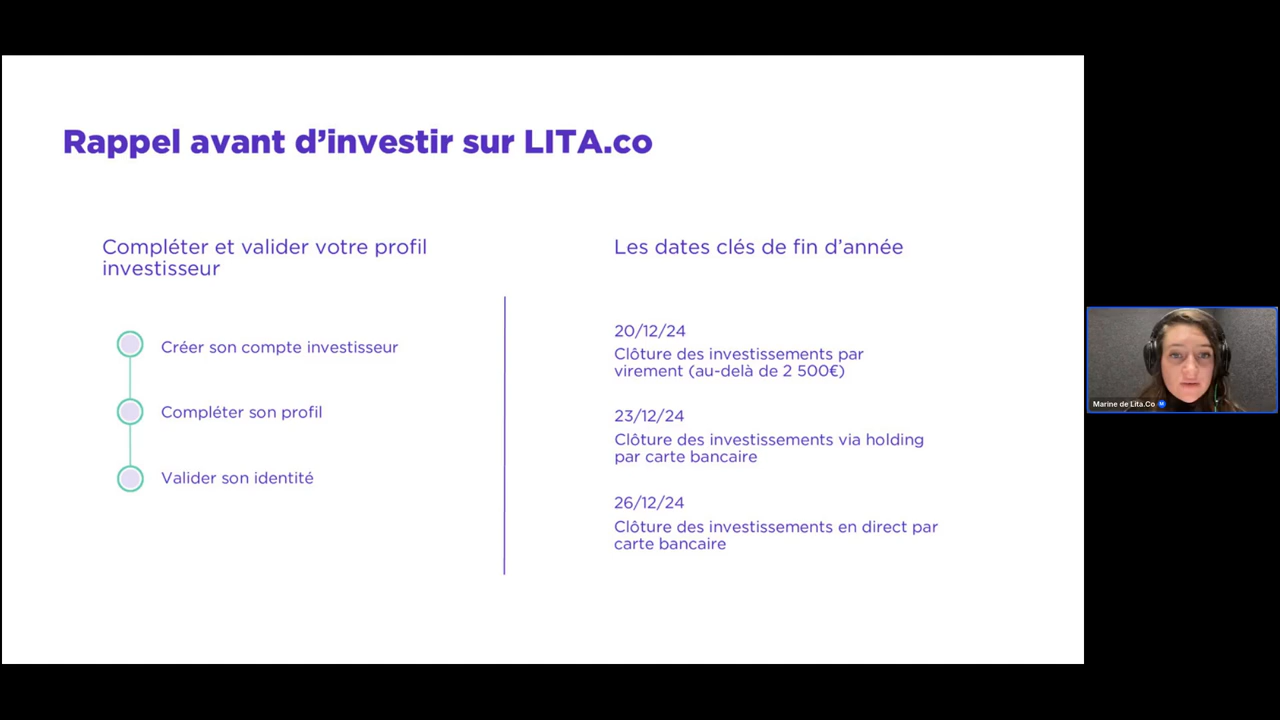 Rappel avant d’investir sur LITA.co
Compléter et valider votre profil
investisseur
Créer son compte investisseur
Compléter son profil
Valider son identité
Les dates clés de fin d’année
20/12/24
Clôture des investissements par
virement (au-delà de 2 500€)
23/12/24
Clôture des investissements via holding
par carte bancaire
26/12/24
Clôture des investissements en direct par
carte bancaire
Marine de Lita.Co